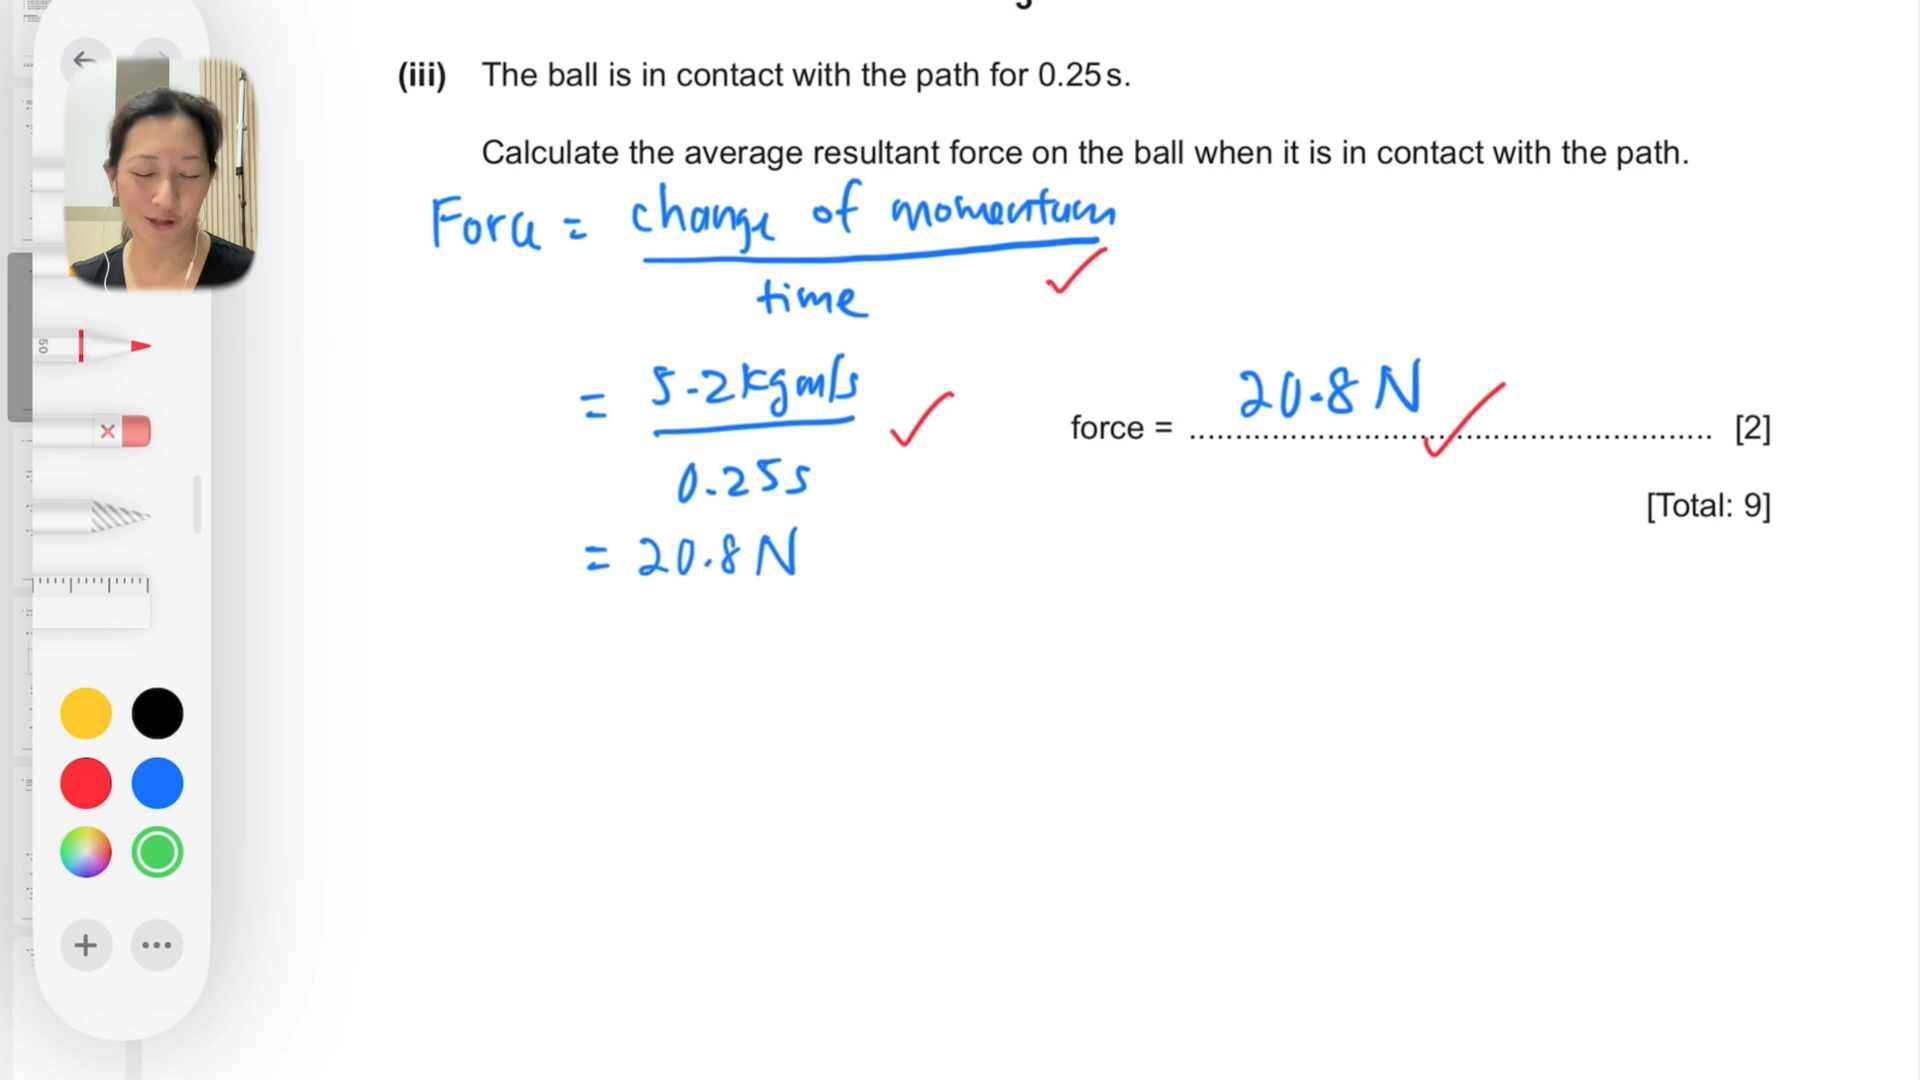 (iii) The ball is in contact with the path for 0.25 s.
Calculate the average resultant force on the ball when it is in contact with the path.
Force = change of momentum
time
= 5.2 kg m/s
0.25 s
= 20.8 N
20.8 N
force = .......................................................... [2]
[Total: 9]
50